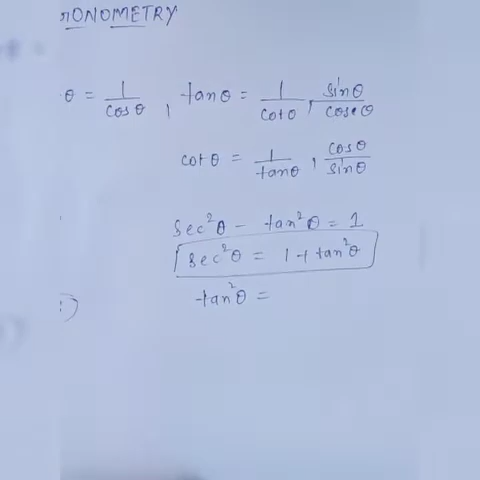 ONOMETRY
θ = 1/cosθ , tanθ = 1/cotθ , sinθ/cosθ
cotθ = 1/tanθ , cosθ/sinθ
sec²θ - tan²θ = 1
sec²θ = 1 + tan²θ
tan²θ =